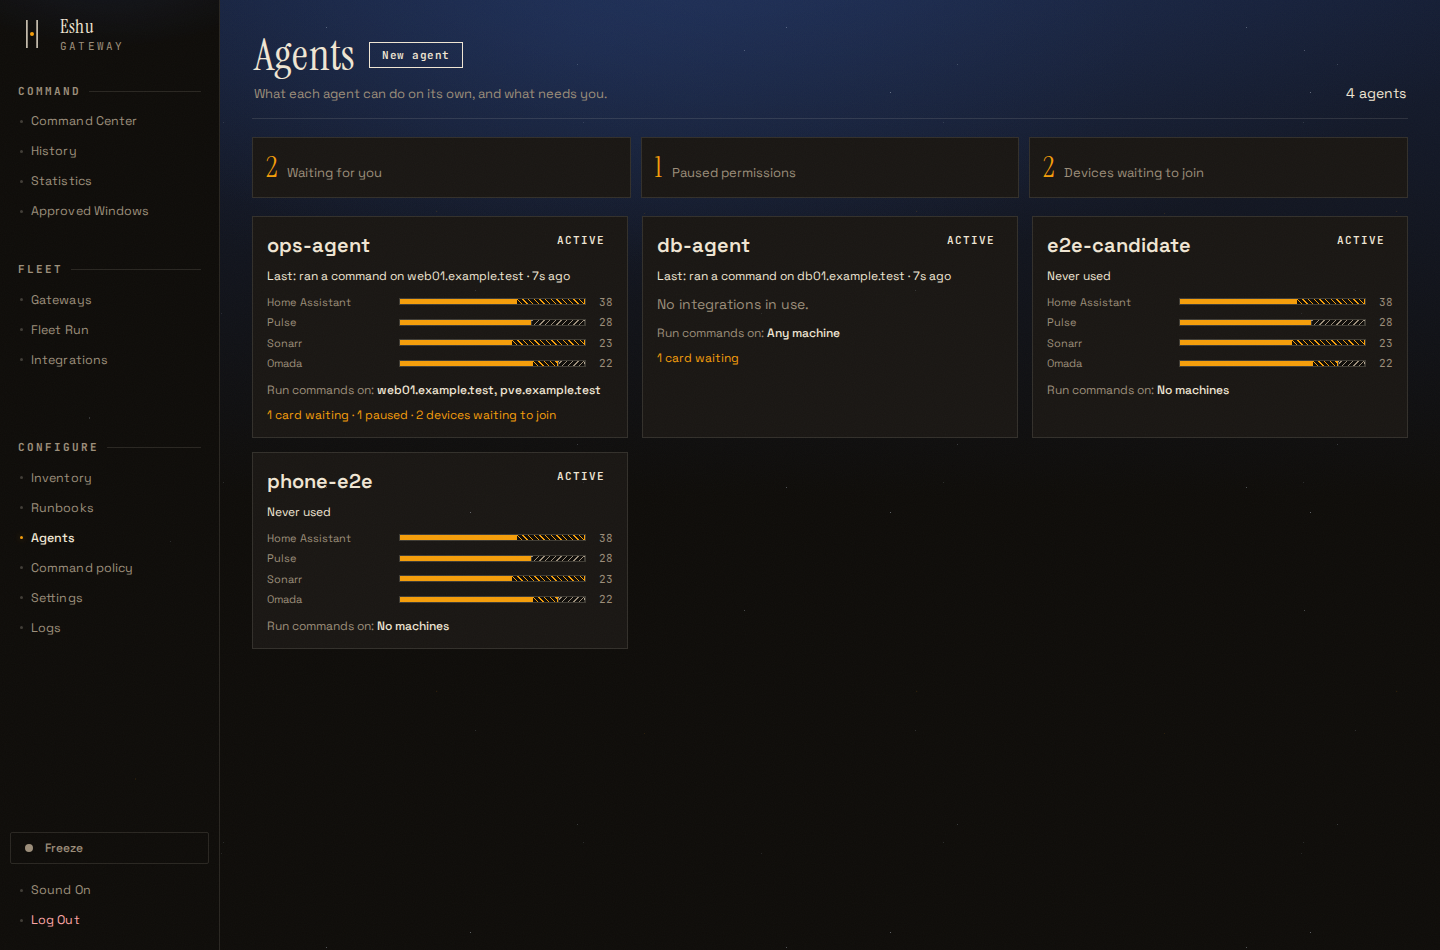 Eshu
GATEWAY
COMMAND
Command Center
History
Statistics
Approved Windows
FLEET
Gateways
Fleet Run
Integrations
CONFIGURE
Inventory
Runbooks
Agents
Command policy
Settings
Logs
Freeze
Sound On
Log Out
Agents
New agent
What each agent can do on its own, and what needs you.
4 agents
2 Waiting for you
1 Paused permissions
2 Devices waiting to join
ops-agent
ACTIVE
Last: ran a command on web01.example.test · 7s ago
Home Assistant 38
Pulse 28
Sonarr 23
Omada 22
Run commands on: web01.example.test, pve.example.test
1 card waiting · 1 paused · 2 devices waiting to join
db-agent
ACTIVE
Last: ran a command on db01.example.test · 7s ago
No integrations in use.
Run commands on: Any machine
1 card waiting
e2e-candidate
ACTIVE
Never used
Home Assistant 38
Pulse 28
Sonarr 23
Omada 22
Run commands on: No machines
phone-e2e
ACTIVE
Never used
Home Assistant 38
Pulse 28
Sonarr 23
Omada 22
Run commands on: No machines